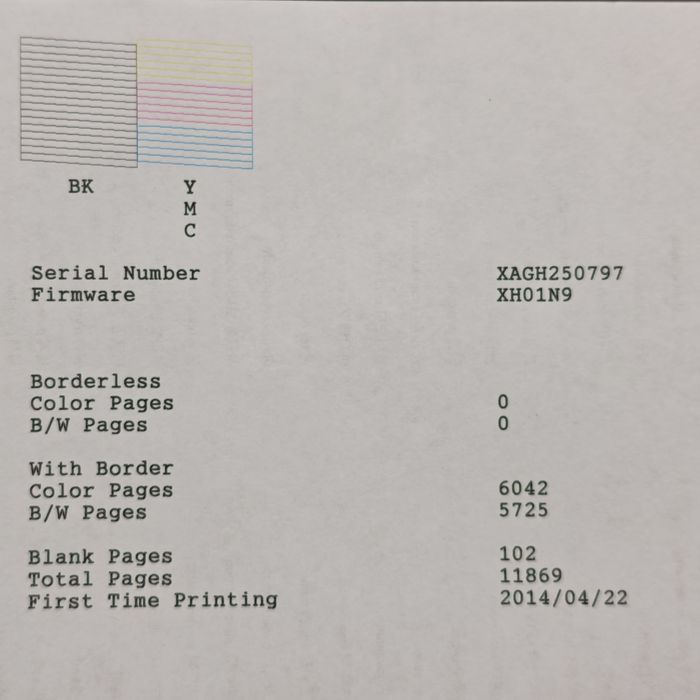 BK Y
M
C
Serial Number XAGH250797
Firmware XH01N9
Borderless
Color Pages 0
B/W Pages 0
With Border
Color Pages 6042
B/W Pages 5725
Blank Pages 102
Total Pages 11869
First Time Printing 2014/04/22